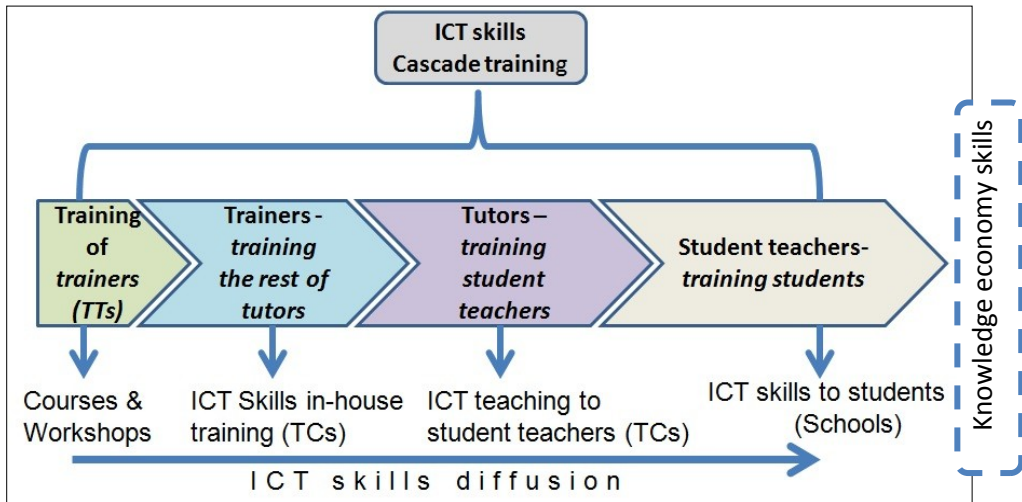 ICT skills
Cascade training
Training
of
trainers
(TTs)
Trainers -
training
the rest of
tutors
Tutors –
training
student
teachers
Student teachers-
training students
Knowledge economy skills
Courses &
Workshops
ICT Skills in-house
training (TCs)
ICT teaching to
student teachers (TCs)
ICT skills to students
(Schools)
ICT skills diffusion